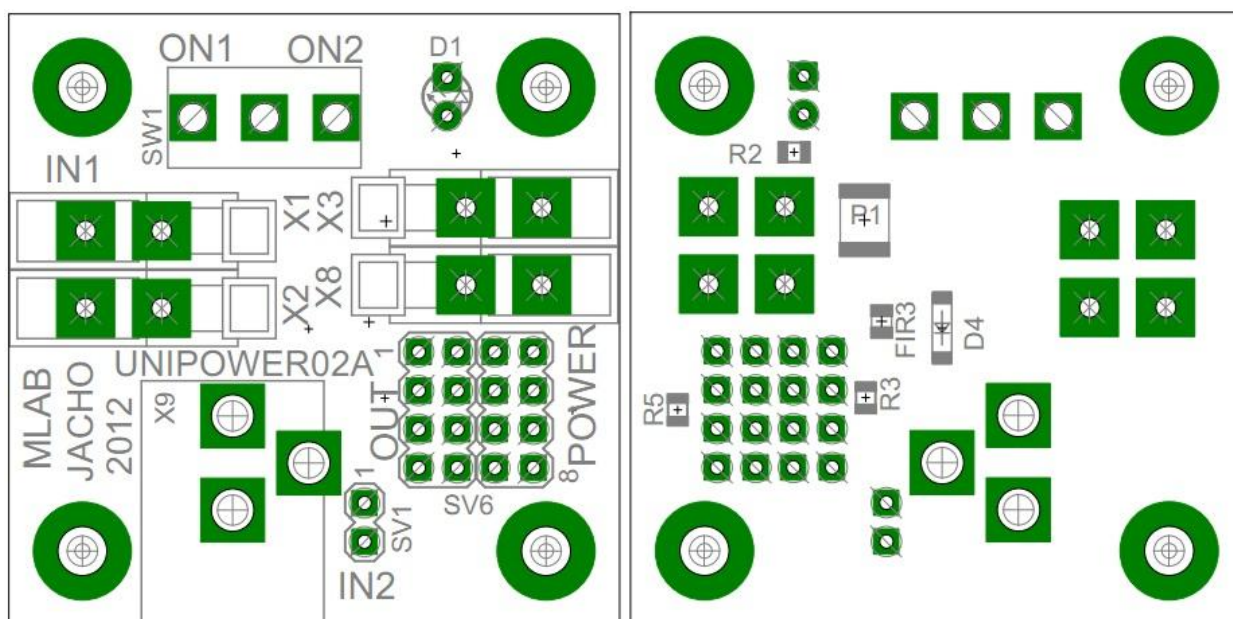 ON1
ON2
D1
SW1
IN1
X1
X3
X2
X8
UNIPOWER02A
1
OUT
POWER
8
SV6
X9
MLAB
JACHO
2012
1
SV1
IN2
R2
R1
FIR3
D4
R5
R3